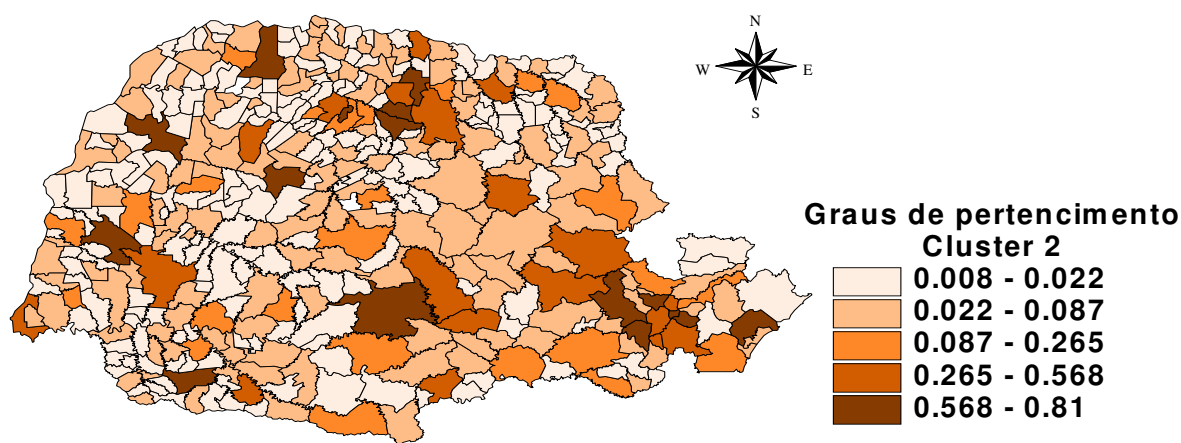 N
W E
S
Graus de pertencimento
Cluster 2
0.008 - 0.022
0.022 - 0.087
0.087 - 0.265
0.265 - 0.568
0.568 - 0.81